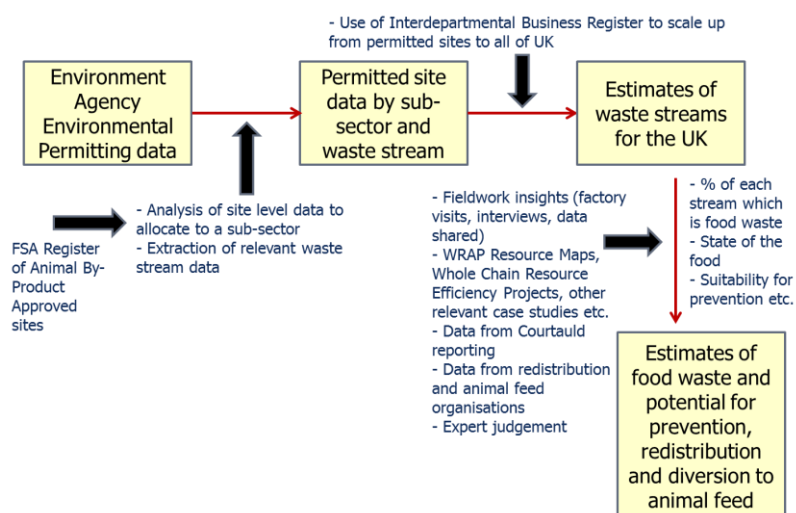 - Use of Interdepartmental Business Register to scale up
from permitted sites to all of UK
Environment
Agency
Environmental
Permitting data
Permitted site
data by sub-
sector and
waste stream
Estimates of
waste streams
for the UK
FSA Register
of Animal By-
Product
Approved
sites
- Analysis of site level data to
allocate to a sub-sector
- Extraction of relevant waste
stream data
- Fieldwork insights (factory
visits, interviews, data
shared)
- WRAP Resource Maps,
Whole Chain Resource
Efficiency Projects, other
relevant case studies etc.
- Data from Courtauld
reporting
- Data from redistribution
and animal feed
organisations
- Expert judgement
- % of each
stream which
is food waste
- State of the
food
- Suitability for
prevention etc.
Estimates of
food waste and
potential for
prevention,
redistribution
and diversion to
animal feed